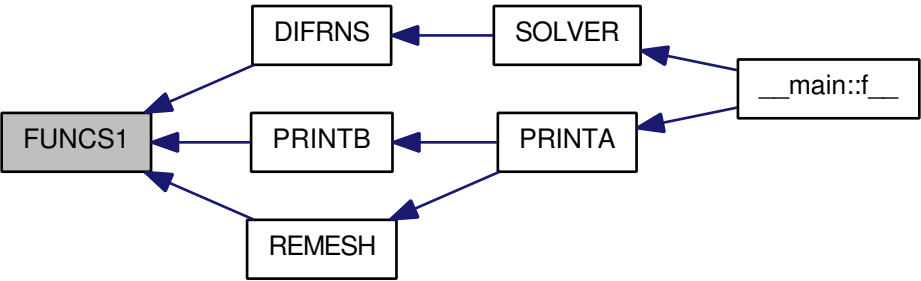 DIFRNS
SOLVER
__main::f__
FUNCS1
PRINTB
PRINTA
REMESH